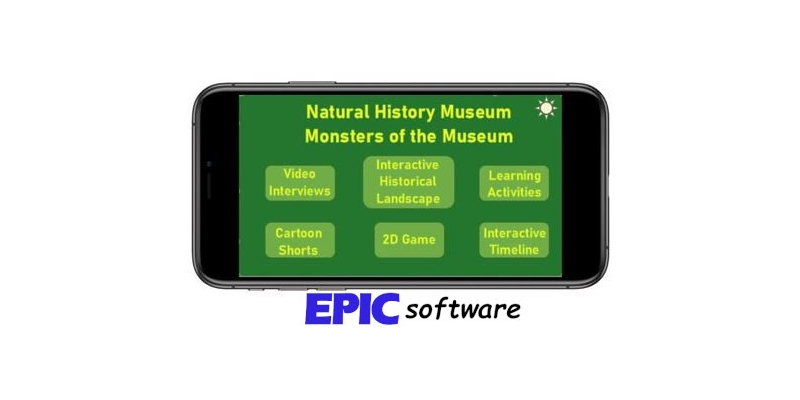 Natural History Museum
Monsters of the Museum
Video
Interviews
Interactive
Historical
Landscape
Learning
Activities
Cartoon
Shorts
2D Game
Interactive
Timeline
EPIC software